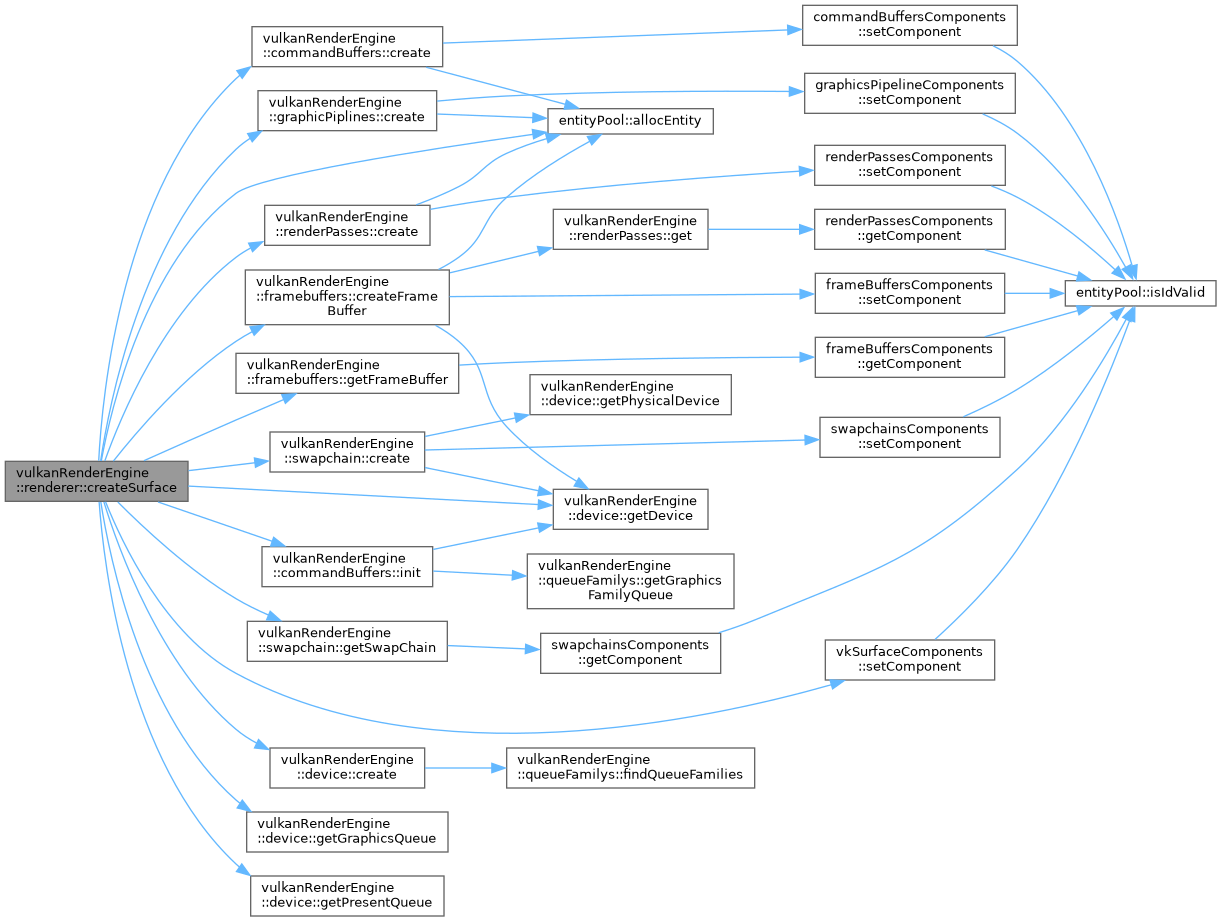 vulkanRenderEngine
::renderer::createSurface
vulkanRenderEngine
::commandBuffers::create
vulkanRenderEngine
::graphicPiplines::create
vulkanRenderEngine
::renderPasses::create
vulkanRenderEngine
::framebuffers::createFrame
Buffer
vulkanRenderEngine
::framebuffers::getFrameBuffer
vulkanRenderEngine
::swapchain::create
vulkanRenderEngine
::commandBuffers::init
vulkanRenderEngine
::swapchain::getSwapChain
vulkanRenderEngine
::device::create
vulkanRenderEngine
::device::getGraphicsQueue
vulkanRenderEngine
::device::getPresentQueue
entityPool::allocEntity
vulkanRenderEngine
::renderPasses::get
vulkanRenderEngine
::device::getPhysicalDevice
vulkanRenderEngine
::device::getDevice
vulkanRenderEngine
::queueFamilys::getGraphics
FamilyQueue
swapchainsComponents
::getComponent
vulkanRenderEngine
::queueFamilys::findQueueFamilies
commandBuffersComponents
::setComponent
graphicsPipelineComponents
::setComponent
renderPassesComponents
::setComponent
renderPassesComponents
::getComponent
frameBuffersComponents
::setComponent
frameBuffersComponents
::getComponent
swapchainsComponents
::setComponent
vkSurfaceComponents
::setComponent
entityPool::isIdValid